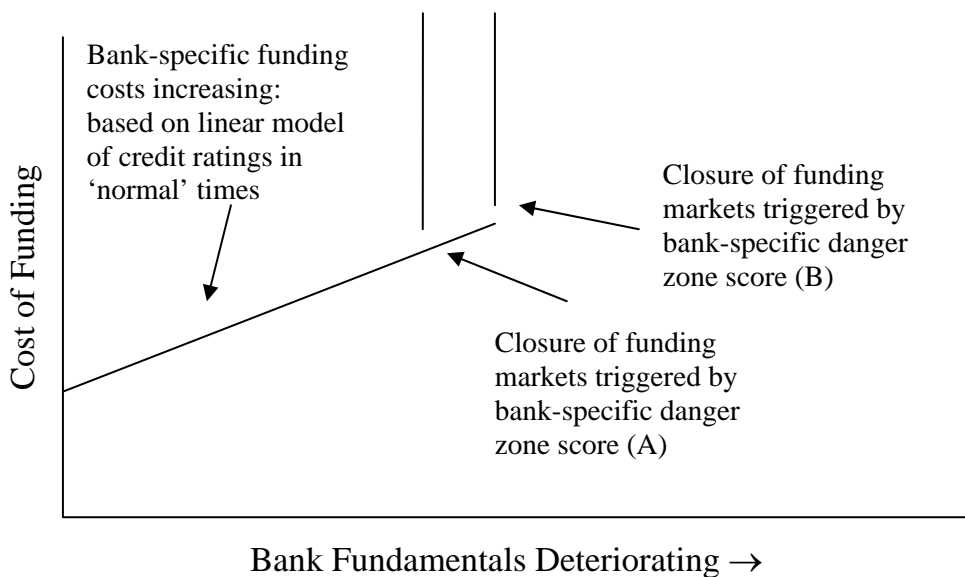 Bank-specific funding
costs increasing:
based on linear model
of credit ratings in
‘normal’ times
Cost of Funding
Closure of funding
markets triggered by
bank-specific danger
zone score (B)
Closure of funding
markets triggered by
bank-specific danger
zone score (A)
Bank Fundamentals Deteriorating →